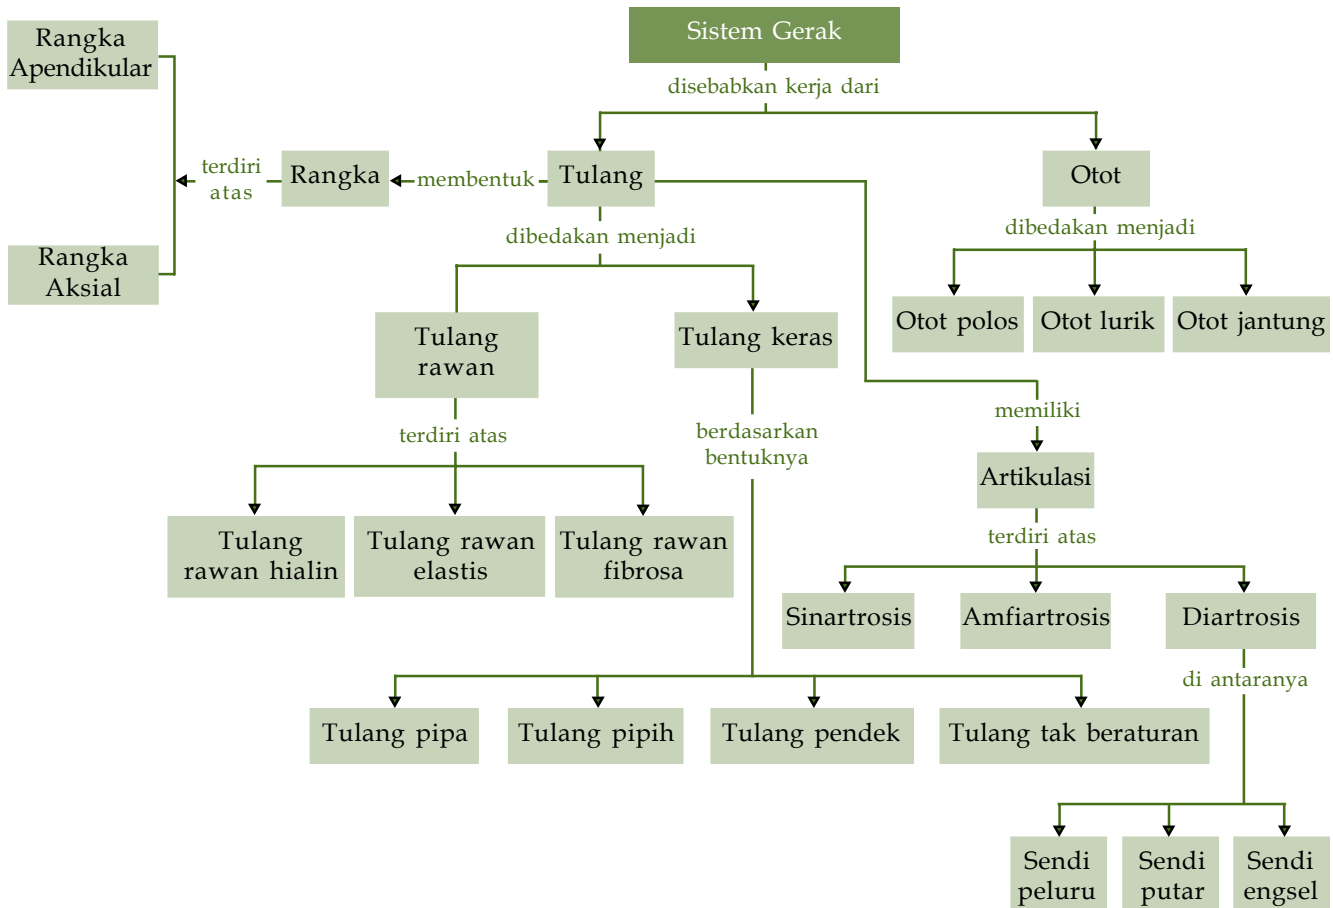 Sistem Gerak
disebabkan kerja dari
Rangka
Apendikular
terdiri
atas
Rangka
membentuk
Tulang
Otot
Rangka
Aksial
dibedakan menjadi
dibedakan menjadi
Otot polos
Otot lurik
Otot jantung
Tulang
rawan
Tulang keras
terdiri atas
berdasarkan
bentuknya
memiliki
Artikulasi
Tulang
rawan hialin
Tulang rawan
elastis
Tulang rawan
fibrosa
terdiri atas
Sinartrosis
Amfiartrosis
Diartrosis
di antaranya
Tulang pipa
Tulang pipih
Tulang pendek
Tulang tak beraturan
Sendi
peluru
Sendi
putar
Sendi
engsel